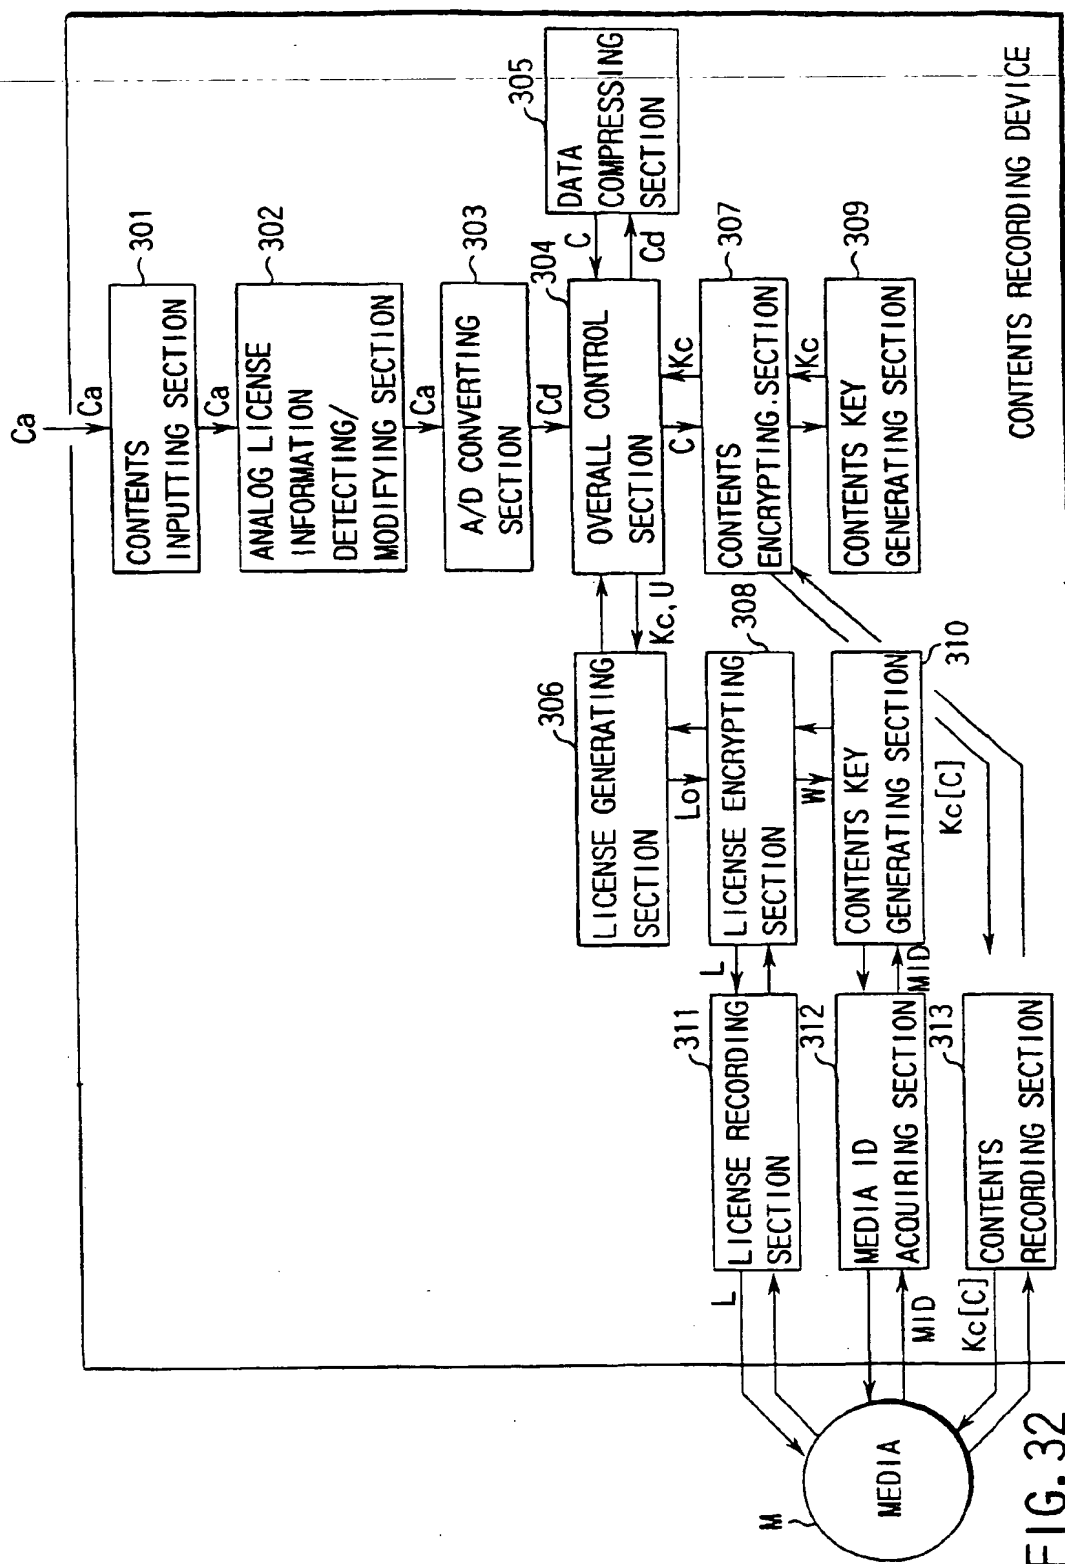 Ca
Ca
301
CONTENTS
INPUTTING SECTION
Ca
302
ANALOG LICENSE
INFORMATION
DETECTING/
MODIFYING SECTION
Ca
303
A/D CONVERTING
SECTION
Cd
304
OVERALL CONTROL
SECTION
C
Cd
305
DATA
COMPRESSING
SECTION
C
Kc
307
CONTENTS
ENCRYPTING.SECTION
Kc
309
CONTENTS KEY
GENERATING SECTION
Kc, U
306
LICENSE GENERATING
SECTION
Lo
308
LICENSE ENCRYPTING
SECTION
W
310
CONTENTS KEY
GENERATING SECTION
Kc[C]
L
MID
311
LICENSE RECORDING
SECTION
312
MEDIA ID
ACQUIRING SECTION
313
CONTENTS
RECORDING SECTION
L
MID
Kc[C]
M
MEDIA
CONTENTS RECORDING DEVICE
FIG. 32